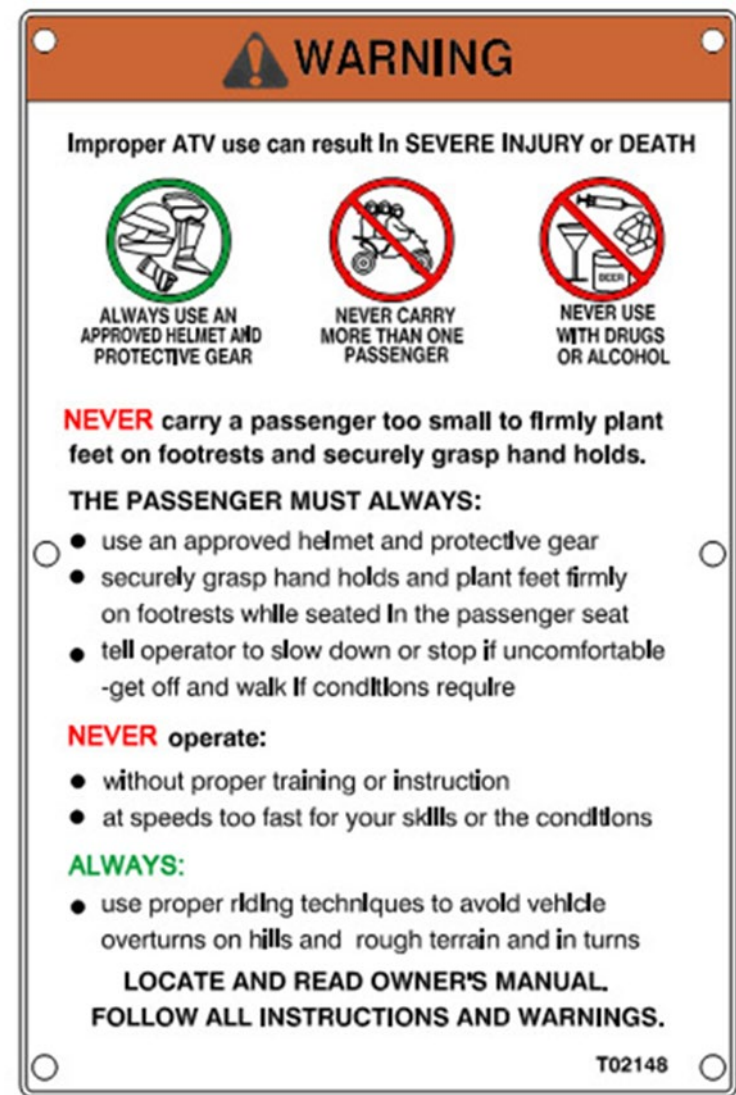 WARNING
Improper ATV use can result in SEVERE INJURY or DEATH
ALWAYS USE AN
APPROVED HELMET AND
PROTECTIVE GEAR
NEVER CARRY
MORE THAN ONE
PASSENGER
BEER
NEVER USE
WITH DRUGS
OR ALCOHOL
NEVER carry a passenger too small to firmly plant
feet on footrests and securely grasp hand holds.
THE PASSENGER MUST ALWAYS:
● use an approved helmet and protective gear
● securely grasp hand holds and plant feet firmly
on footrests while seated in the passenger seat
● tell operator to slow down or stop if uncomfortable
-get off and walk if conditions require
NEVER operate:
● without proper training or instruction
● at speeds too fast for your skills or the conditions
ALWAYS:
● use proper riding techniques to avoid vehicle
overturns on hills and rough terrain and in turns
LOCATE AND READ OWNER'S MANUAL.
FOLLOW ALL INSTRUCTIONS AND WARNINGS.
T02148